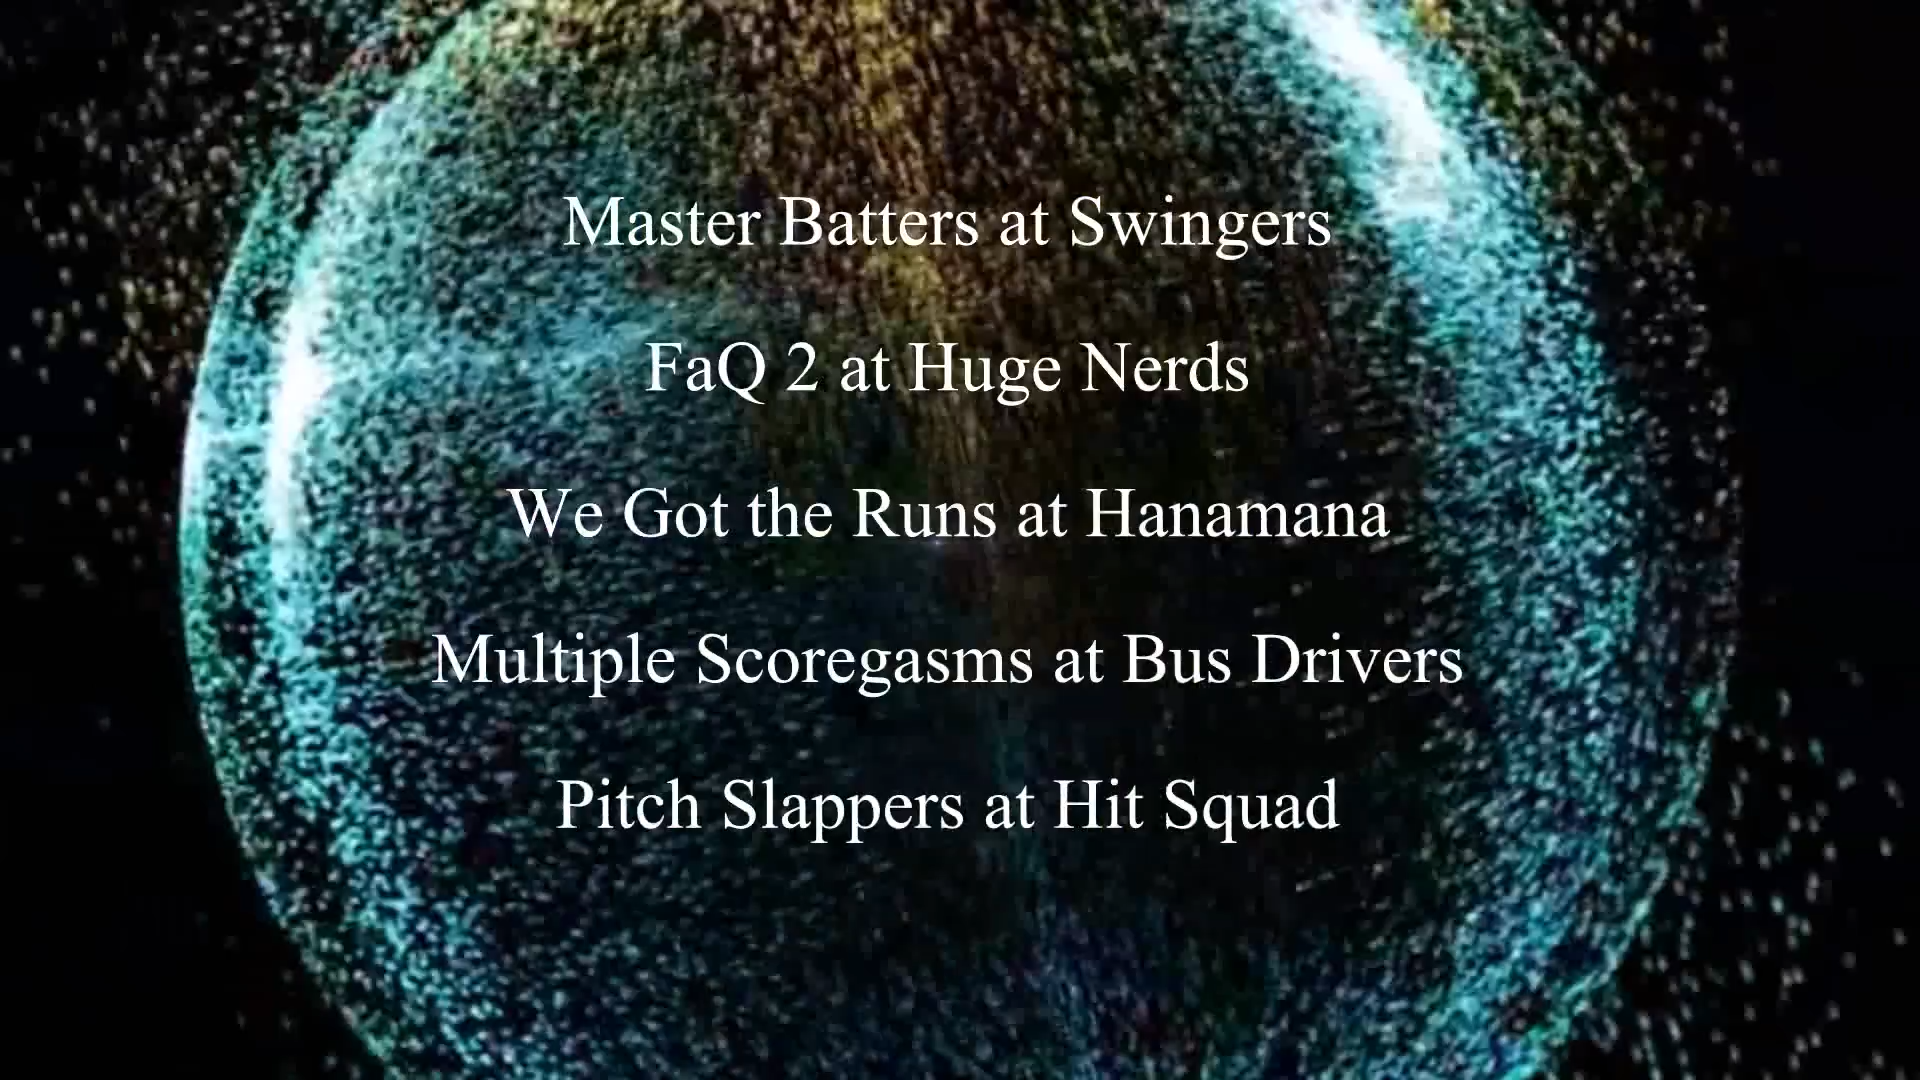 Master Batters at Swingers
FaQ 2 at Huge Nerds
We Got the Runs at Hanamana
Multiple Scoregasms at Bus Drivers
Pitch Slappers at Hit Squad